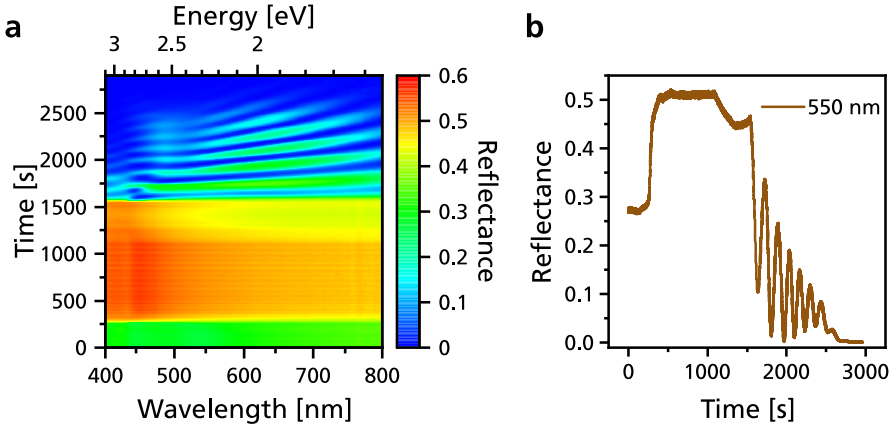 a
Energy [eV]
3 2.5 2
Time [s]
2500
2000
1500
1000
500
0
400 500 600 700 800
Wavelength [nm]
0.6
0.5
0.4
0.3
0.2
0.1
0
Reflectance
b
550 nm
Reflectance
0.5
0.4
0.3
0.2
0.1
0.0
0 1000 2000 3000
Time [s]